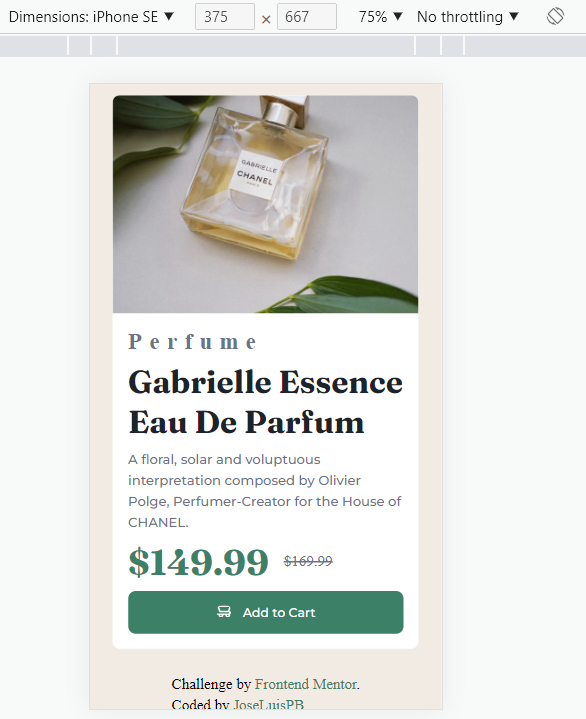 Dimensions: iPhone SE ▼ 375 × 667 75% ▼ No throttling ▼
GABRIELLE
CHANEL
PARIS
Perfume
Gabrielle Essence
Eau De Parfum
A floral, solar and voluptuous
interpretation composed by Olivier
Polge, Perfumer-Creator for the House of
CHANEL.
$149.99 $169.99
Add to Cart
Challenge by Frontend Mentor.
Coded by JoseLuisPB